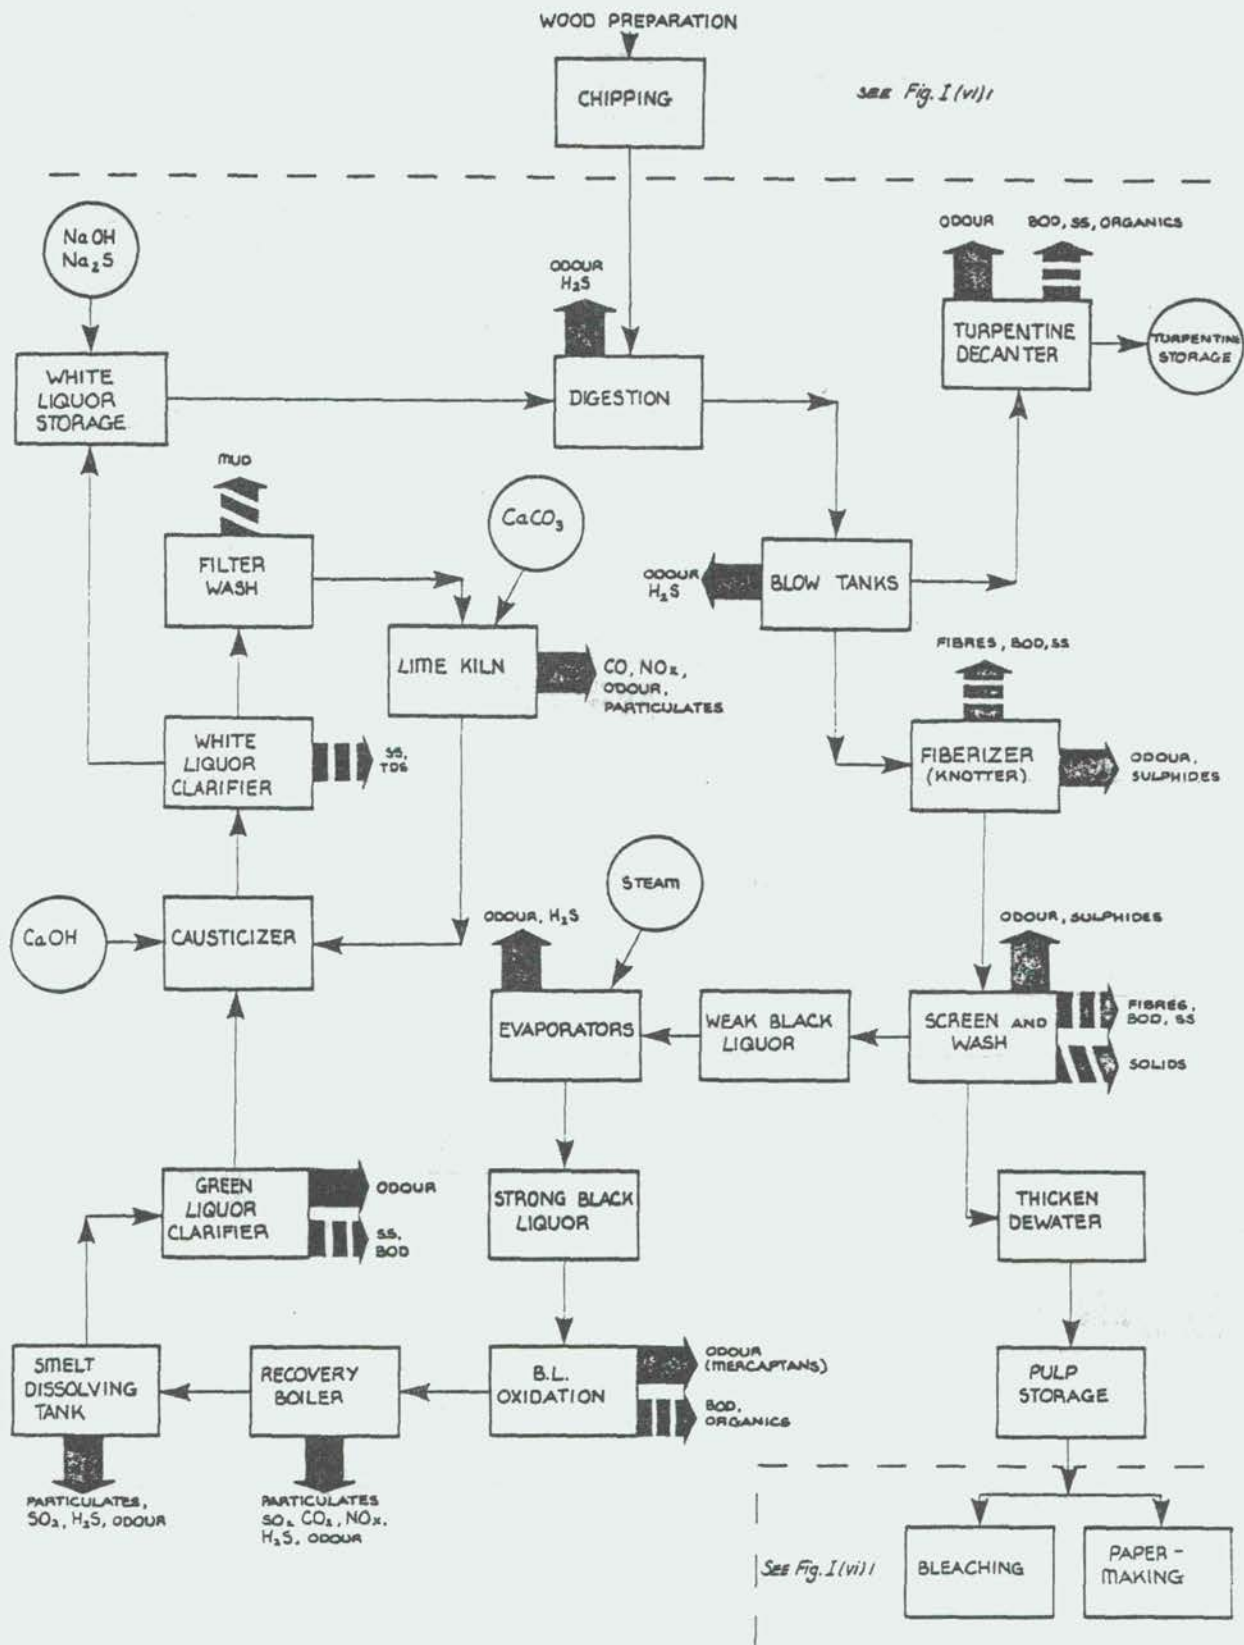 WOOD PREPARATION
CHIPPING
SEE Fig. I (vi)1
NaOH
Na₂S
ODOUR
H₂S
ODOUR
BOD, SS, ORGANICS
WHITE
LIQUOR
STORAGE
DIGESTION
TURPENTINE
DECANTER
TURPENTINE
STORAGE
MUD
CaCO₃
FILTER
WASH
ODOUR
H₂S
BLOW TANKS
LIME KILN
CO, NOₓ,
ODOUR,
PARTICULATES
FIBRES, BOD, SS
WHITE
LIQUOR
CLARIFIER
SS,
TDS
FIBERIZER
(KNOTTER)
ODOUR,
SULPHIDES
STEAM
CaOH
CAUSTICIZER
ODOUR, H₂S
ODOUR, SULPHIDES
EVAPORATORS
WEAK BLACK
LIQUOR
SCREEN AND
WASH
FIBRES,
BOD, SS
SOLIDS
GREEN
LIQUOR
CLARIFIER
ODOUR
SS,
BOD
STRONG BLACK
LIQUOR
THICKEN
DEWATER
SMELT
DISSOLVING
TANK
RECOVERY
BOILER
B.L.
OXIDATION
ODOUR
(MERCAPTANS)
BOD,
ORGANICS
PULP
STORAGE
PARTICULATES,
SO₂, H₂S, ODOUR
PARTICULATES
SO₂ CO₂, NOₓ,
H₂S, ODOUR
See Fig. I (vi)1
BLEACHING
PAPER-
MAKING